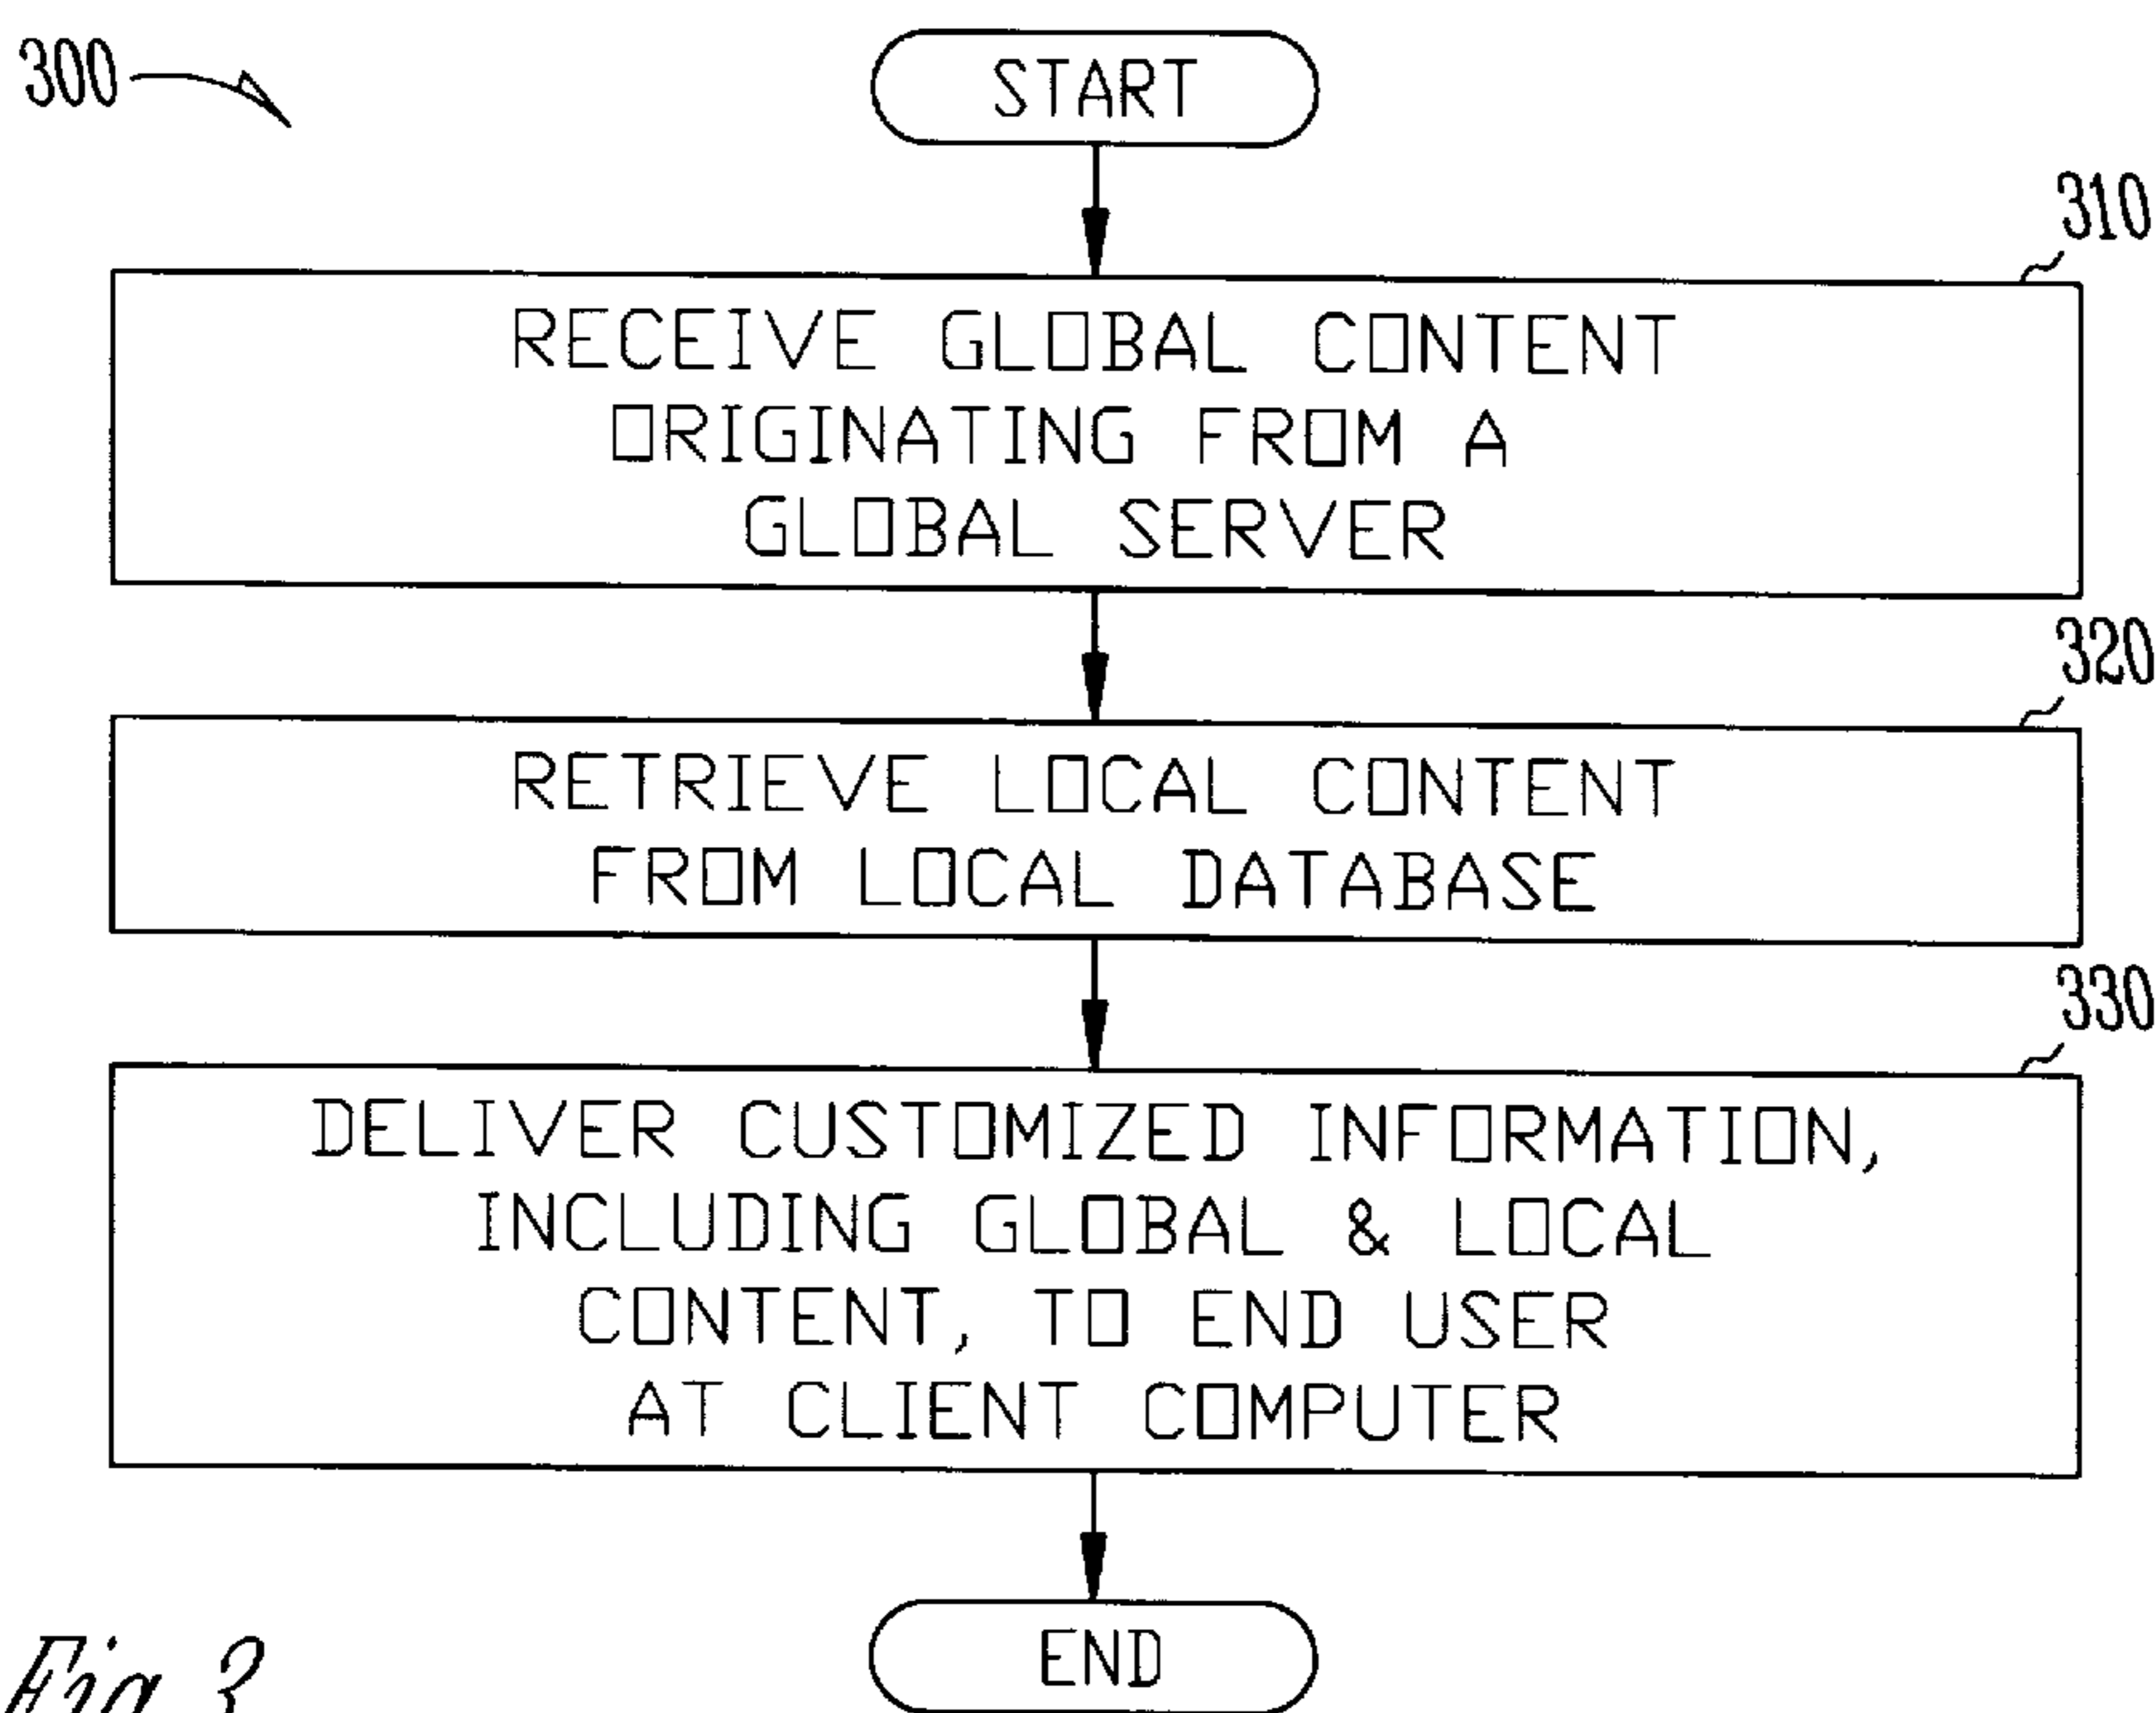 300
START
310
RECEIVE GLOBAL CONTENT
ORIGINATING FROM A
GLOBAL SERVER
320
RETRIEVE LOCAL CONTENT
FROM LOCAL DATABASE
330
DELIVER CUSTOMIZED INFORMATION,
INCLUDING GLOBAL & LOCAL
CONTENT, TO END USER
AT CLIENT COMPUTER
END
Fig. 3